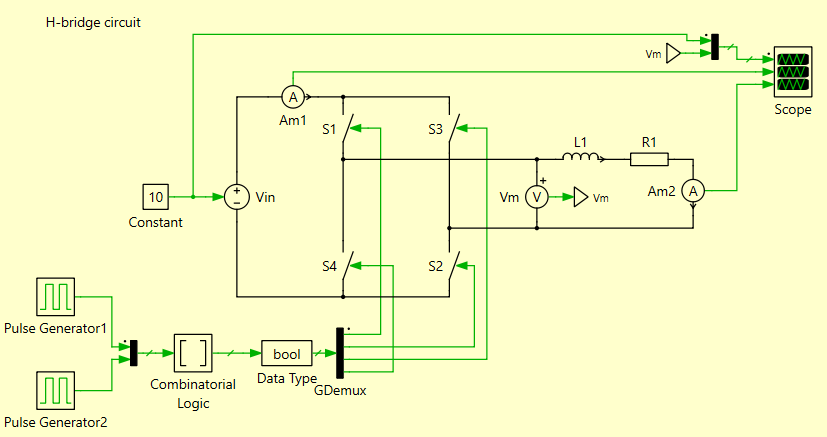 H-bridge circuit
Vm
A
Am1
Scope
S1
S3
L1
R1
10
Constant
+
−
Vin
+
Vm
V
Vm
Am2
A
S4
S2
Pulse Generator1
[ ]
bool
Combinatorial
Logic
Data Type
GDemux
Pulse Generator2